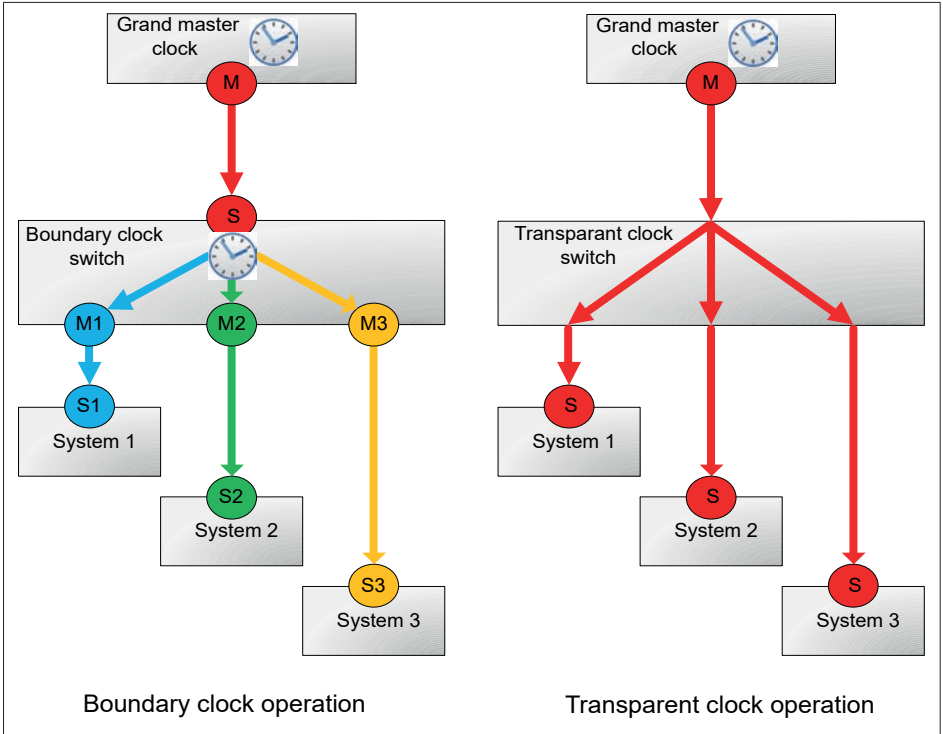 Grand master
clock
M
S
Boundary clock
switch
M1
M2
M3
S1
System 1
S2
System 2
S3
System 3
Boundary clock operation
Grand master
clock
M
Transparant clock
switch
S
System 1
S
System 2
S
System 3
Transparent clock operation